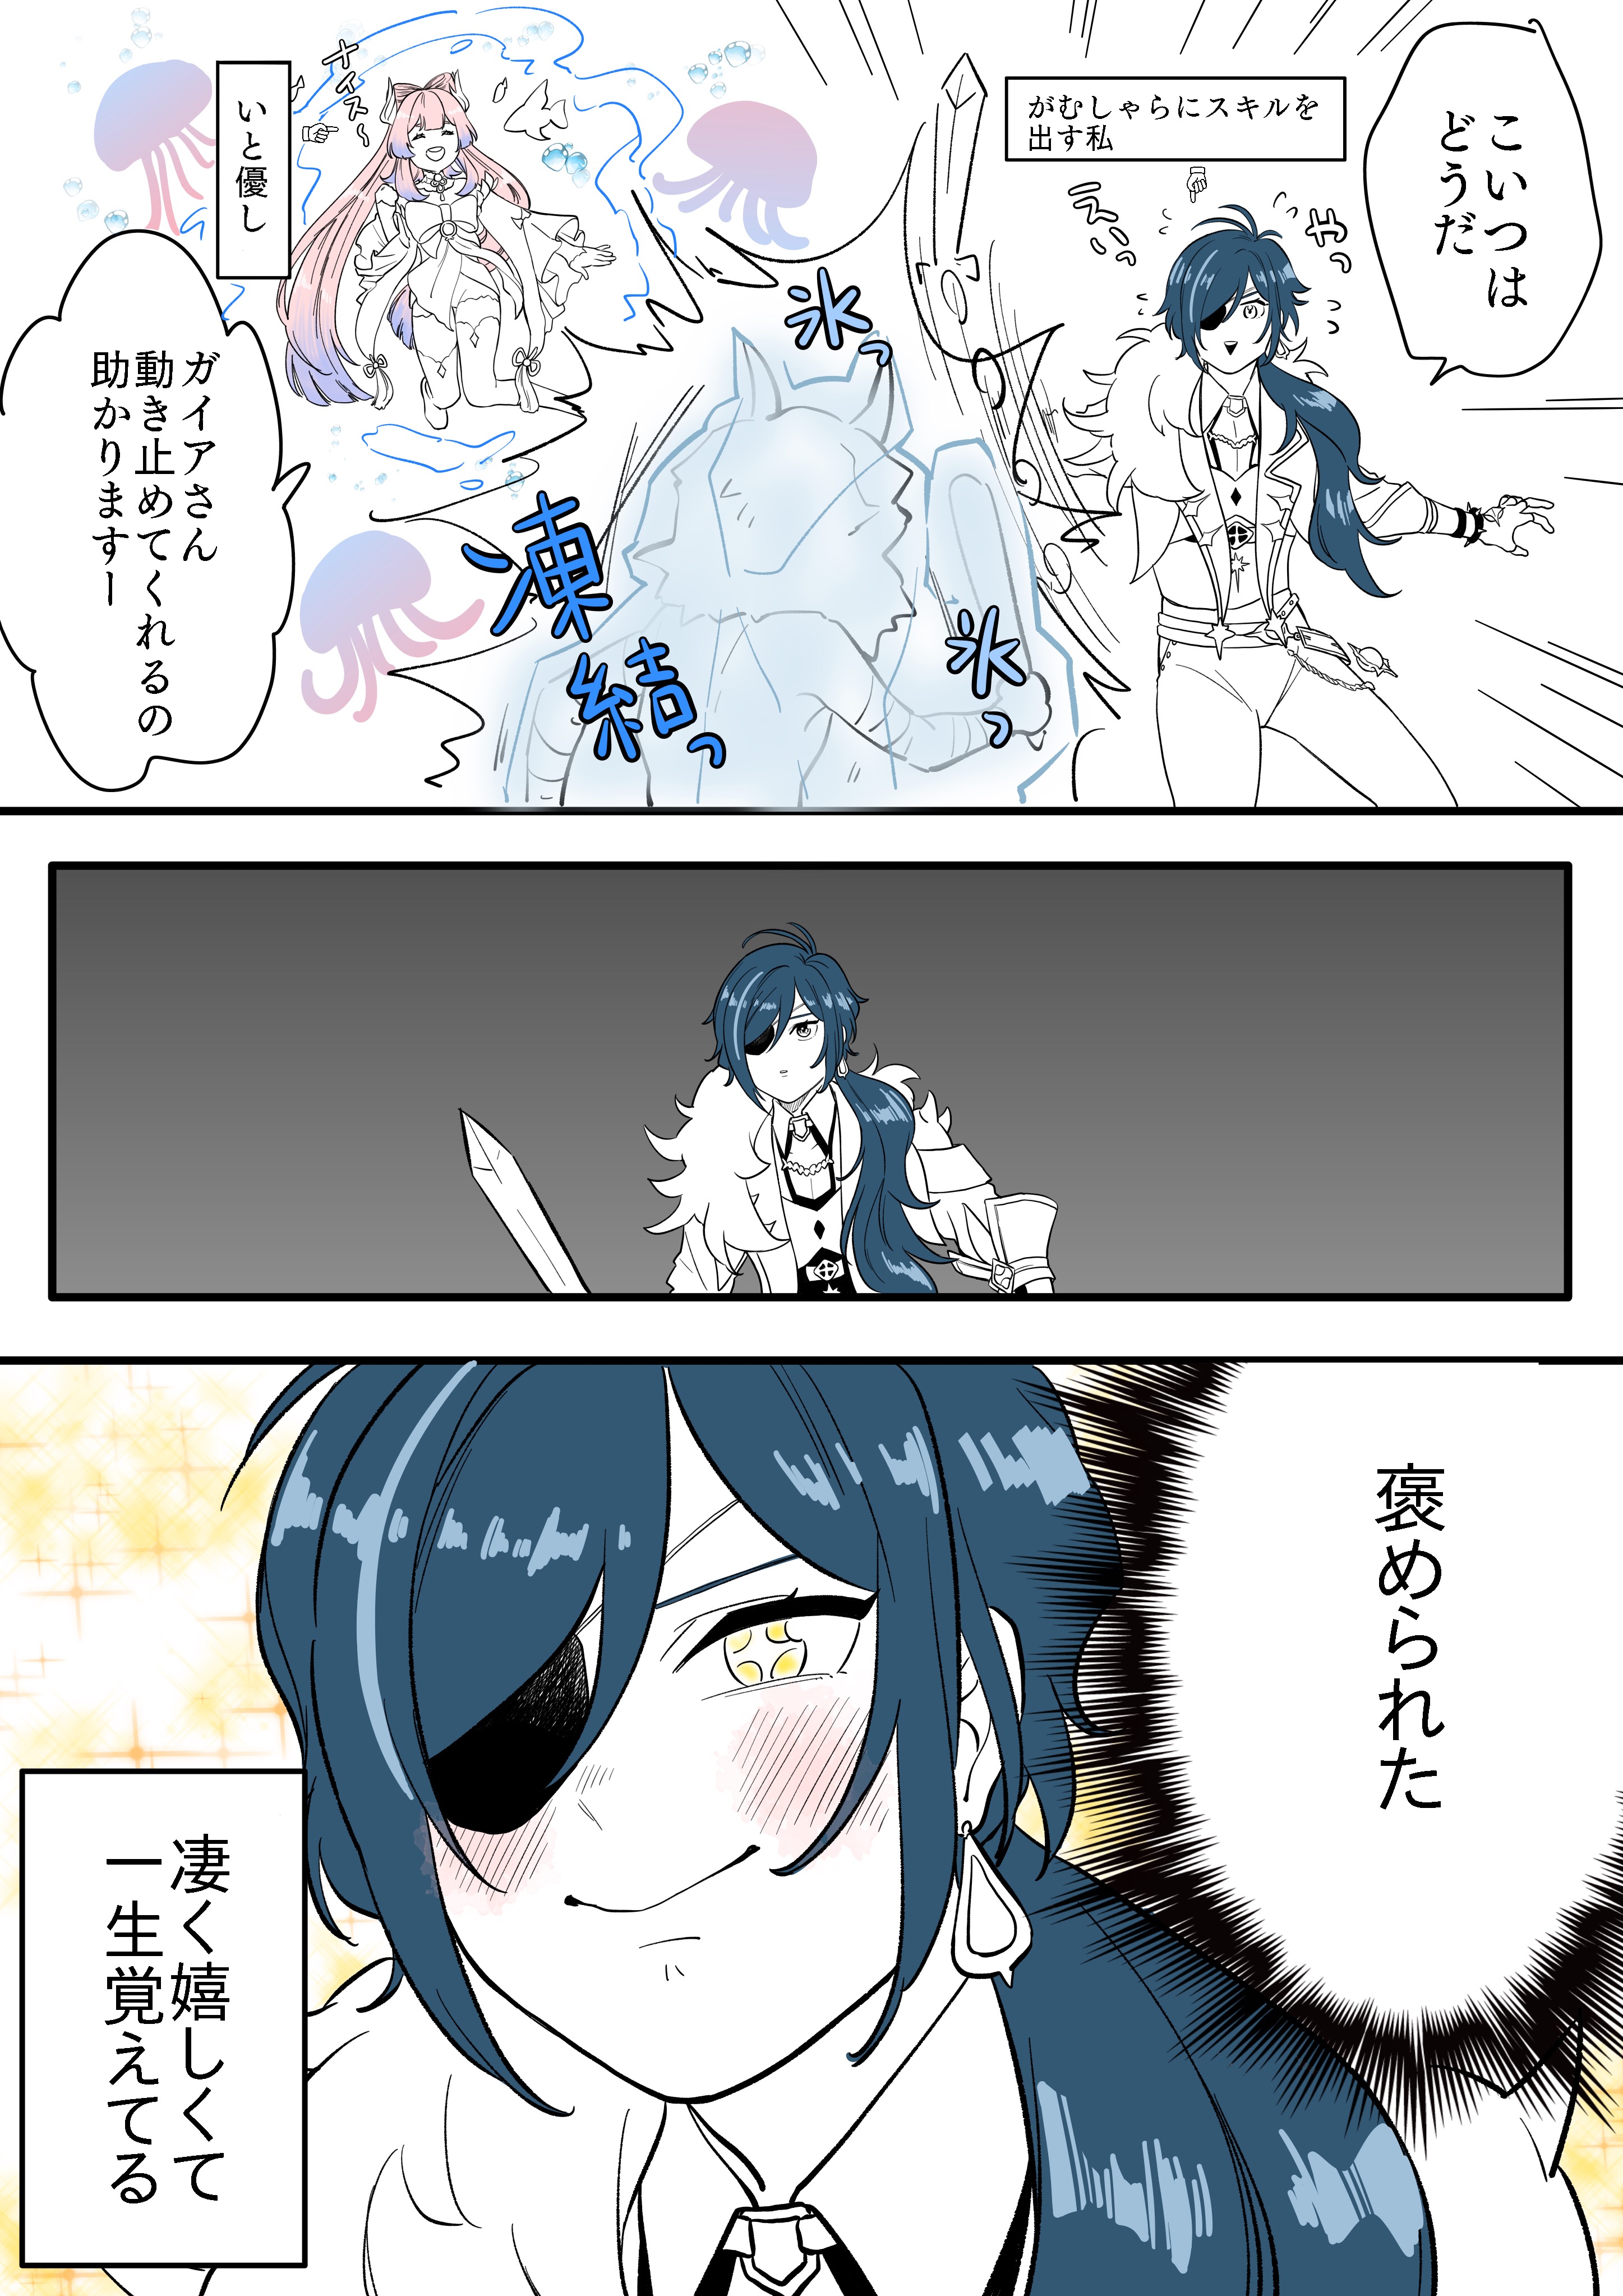 こいつは
どうだ
がむしゃらにスキルを
出す私
やっ
えいっ
氷っ
氷っ
凍結っ
ナイス〜
いと優し
ガイアさん
動き止めてくれるの
助かりますー
褒められた
凄く嬉しくて
一生覚えてる